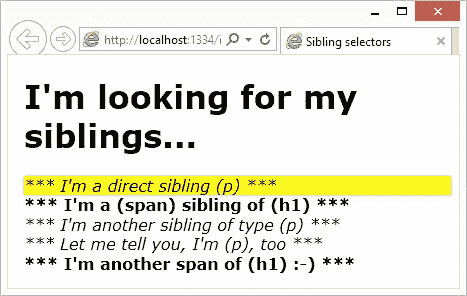 http://localhost:1334/i
Sibling selectors
I'm looking for my
siblings...
*** I'm a direct sibling (p) ***
*** I'm a (span) sibling of (h1) ***
*** I'm another sibling of type (p) ***
*** Let me tell you, I'm (p), too ***
*** I'm another span of (h1) :-) ***